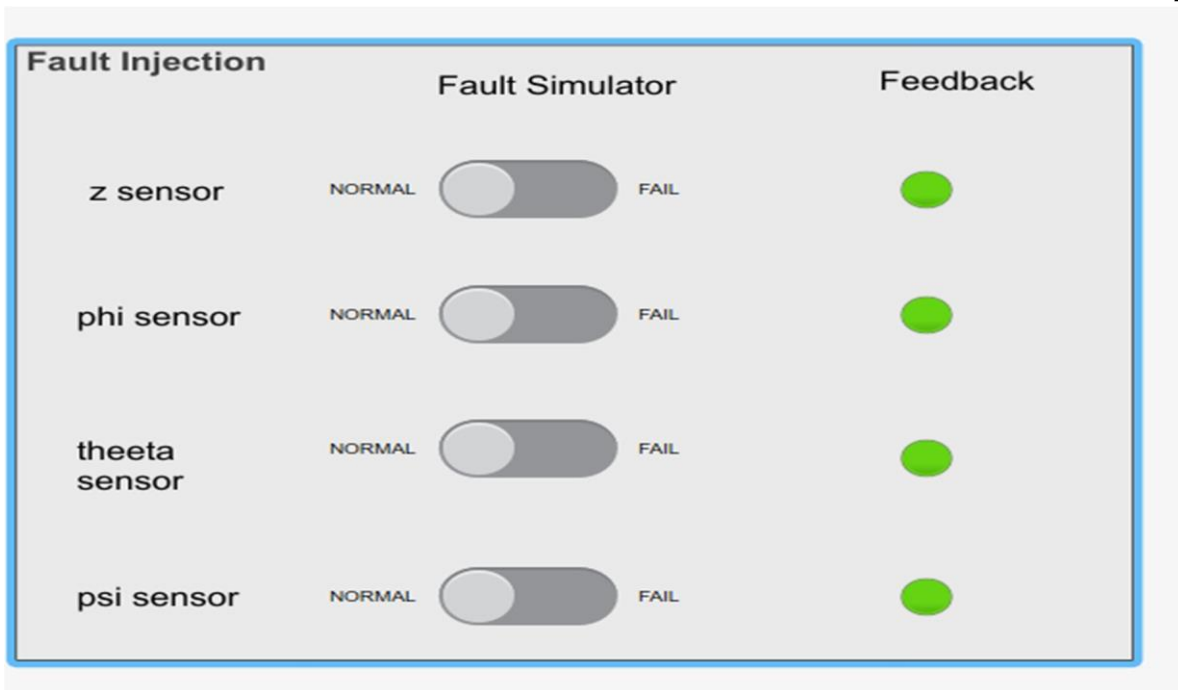 Fault Injection
Fault Simulator
Feedback
z sensor
NORMAL
FAIL
phi sensor
NORMAL
FAIL
theeta
sensor
NORMAL
FAIL
psi sensor
NORMAL
FAIL